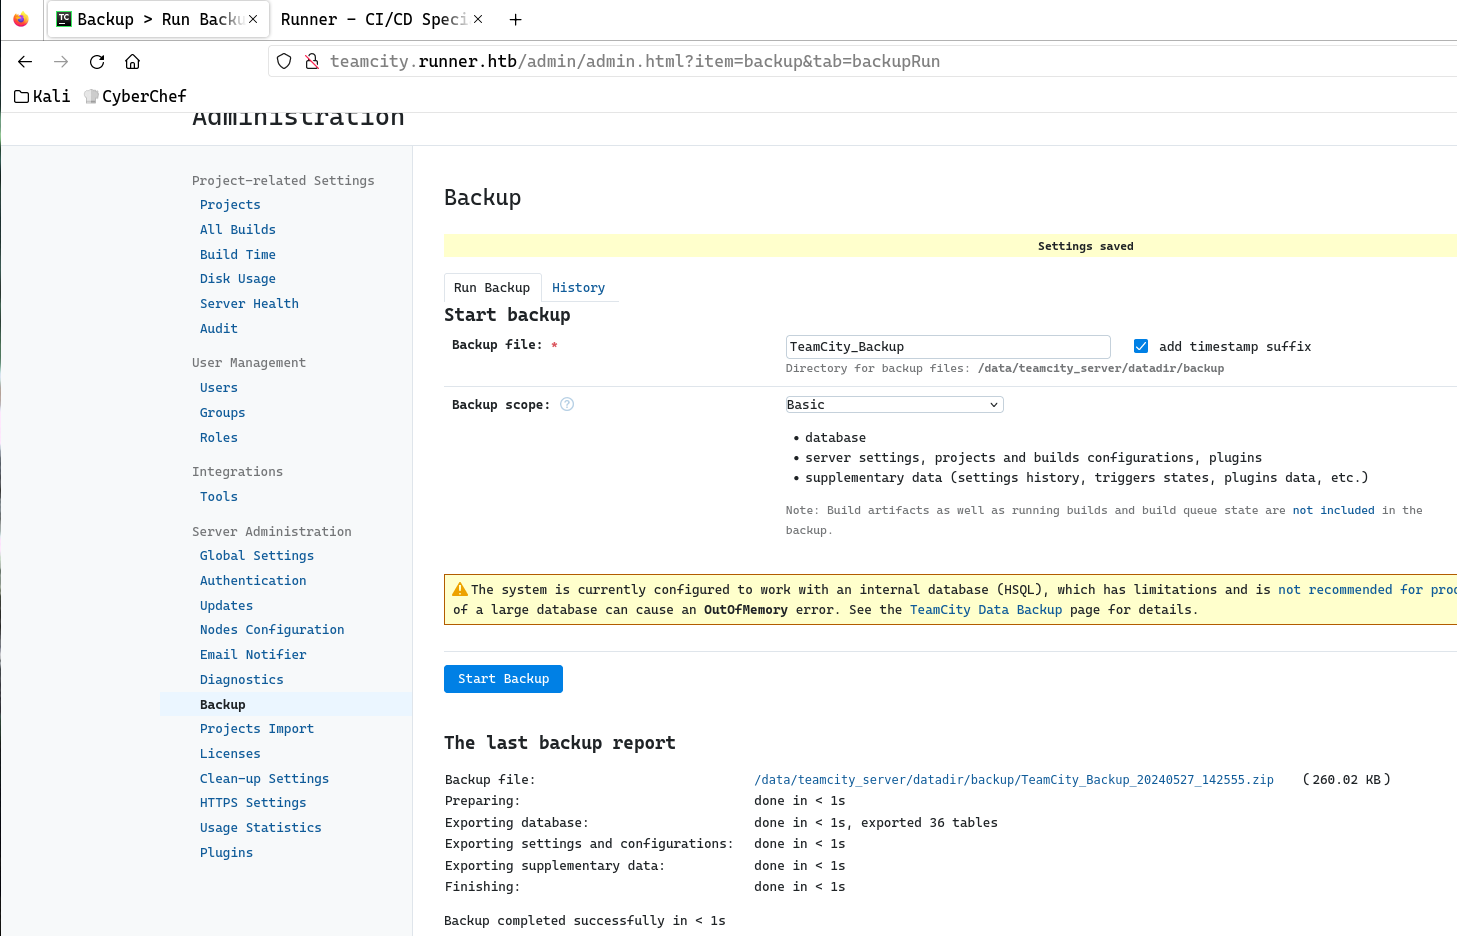 Backup > Run Backu
Runner – CI/CD Speci
teamcity.runner.htb/admin/admin.html?item=backup&tab=backupRun
Kali
CyberChef
Administration
Project-related Settings
Projects
All Builds
Build Time
Disk Usage
Server Health
Audit
User Management
Users
Groups
Roles
Integrations
Tools
Server Administration
Global Settings
Authentication
Updates
Nodes Configuration
Email Notifier
Diagnostics
Backup
Projects Import
Licenses
Clean-up Settings
HTTPS Settings
Usage Statistics
Plugins
Backup
Settings saved
Run Backup History
Start backup
Backup file: * TeamCity_Backup add timestamp suffix
Directory for backup files: /data/teamcity_server/datadir/backup
Backup scope: ? Basic
• database
• server settings, projects and builds configurations, plugins
• supplementary data (settings history, triggers states, plugins data, etc.)
Note: Build artifacts as well as running builds and build queue state are not included in the
backup.
The system is currently configured to work with an internal database (HSQL), which has limitations and is not recommended for proc
of a large database can cause an OutOfMemory error. See the TeamCity Data Backup page for details.
Start Backup
The last backup report
Backup file: /data/teamcity_server/datadir/backup/TeamCity_Backup_20240527_142555.zip (260.02 KB)
Preparing: done in < 1s
Exporting database: done in < 1s, exported 36 tables
Exporting settings and configurations: done in < 1s
Exporting supplementary data: done in < 1s
Finishing: done in < 1s
Backup completed successfully in < 1s